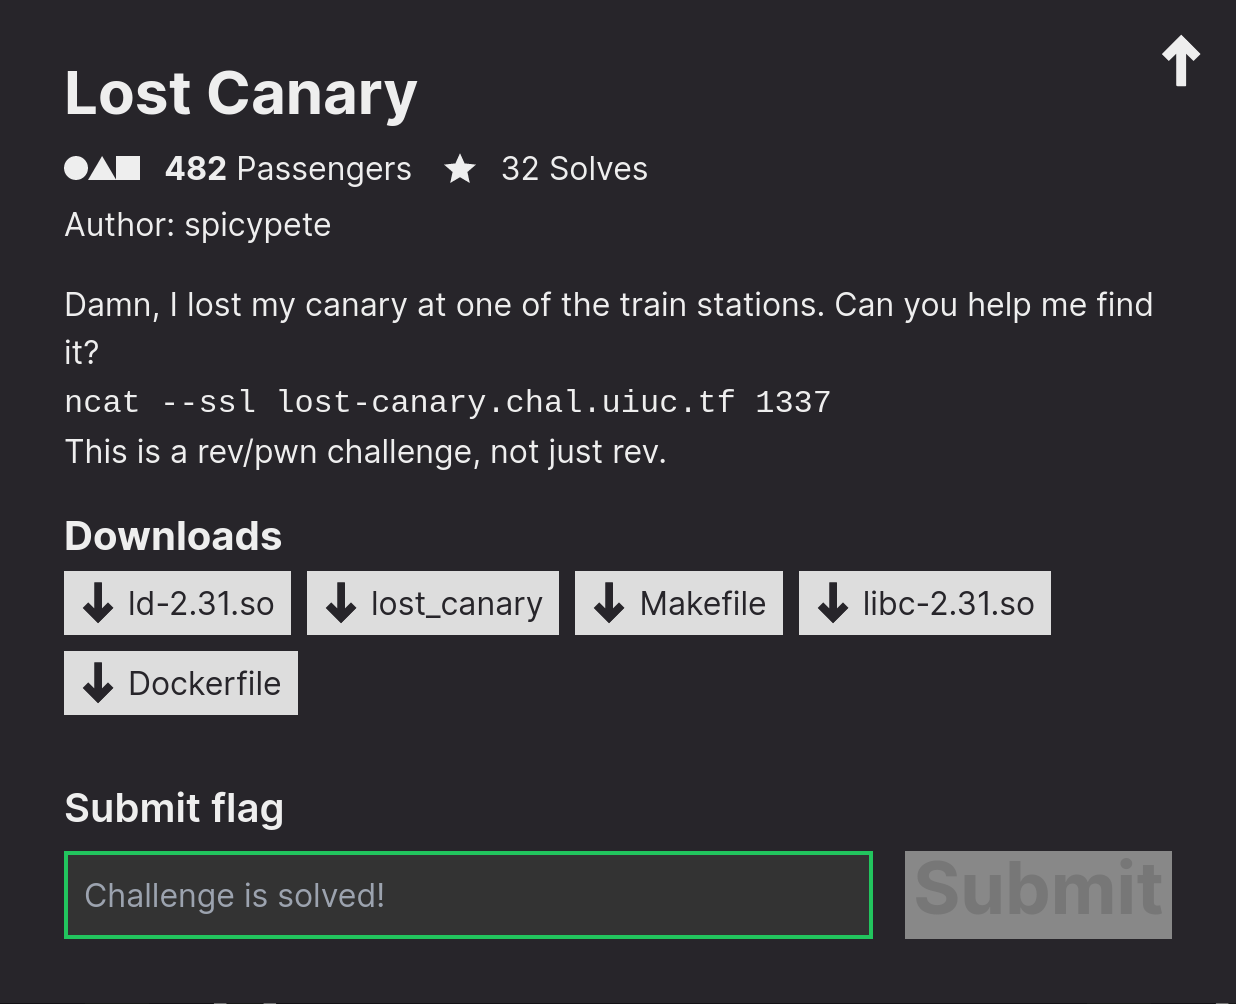 Lost Canary
482 Passengers 32 Solves
Author: spicypete
Damn, I lost my canary at one of the train stations. Can you help me find
it?
ncat --ssl lost-canary.chal.uiuc.tf 1337
This is a rev/pwn challenge, not just rev.
Downloads
ld-2.31.so lost_canary Makefile libc-2.31.so
Dockerfile
Submit flag
Challenge is solved! Submit